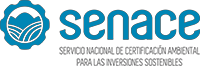 senace
SERVICIO NACIONAL DE CERTIFICACIÓN AMBIENTAL
PARA LAS INVERSIONES SOSTENIBLES